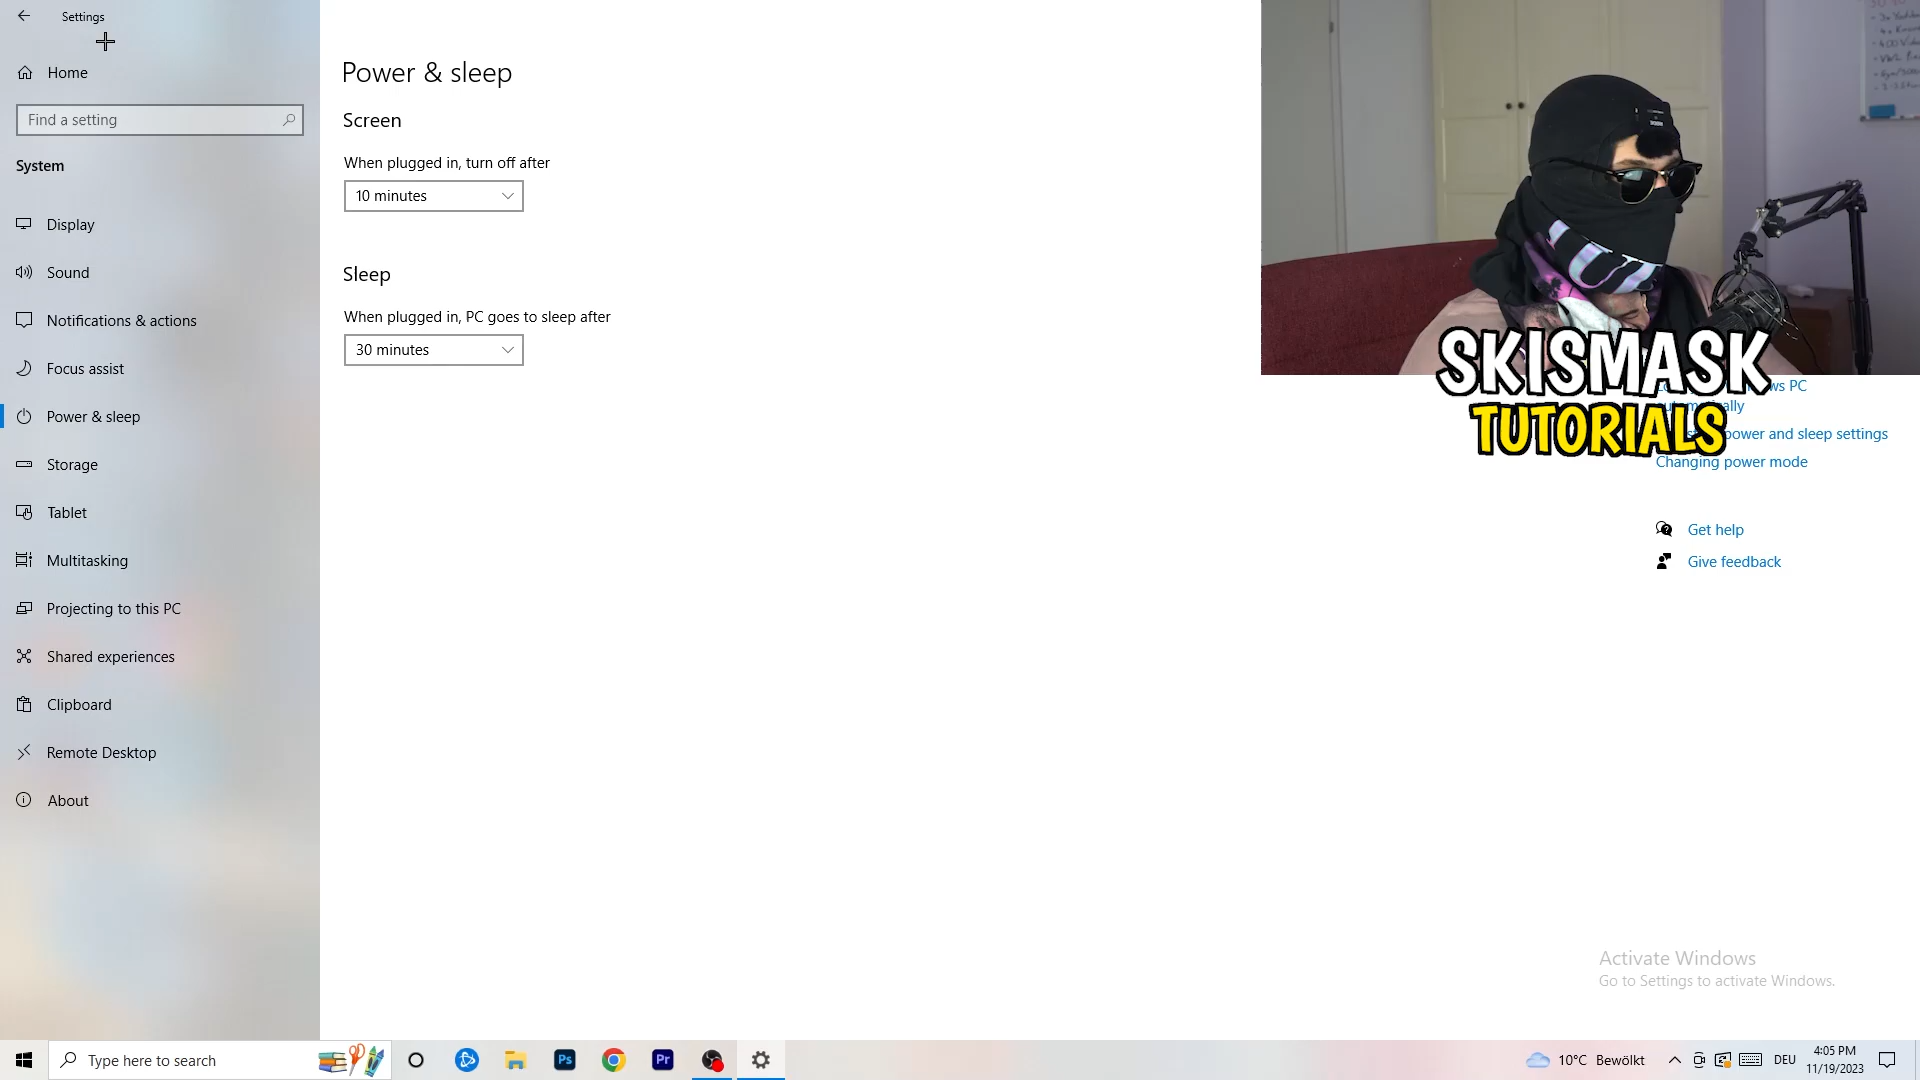 Settings
Home
Find a setting
System
Display
Sound
Notifications & actions
Focus assist
Power & sleep
Storage
Tablet
Multitasking
Projecting to this PC
Shared experiences
Clipboard
Remote Desktop
About
Power & sleep
Screen
When plugged in, turn off after
10 minutes
Sleep
When plugged in, PC goes to sleep after
30 minutes
SKISMASK
TUTORIALS
PC
power and sleep settings
Changing power mode
Get help
Give feedback
Activate Windows
Go to Settings to activate Windows.
Type here to search
Ps
Pr
10°C Bewölkt
DEU
4:05 PM
11/19/2023